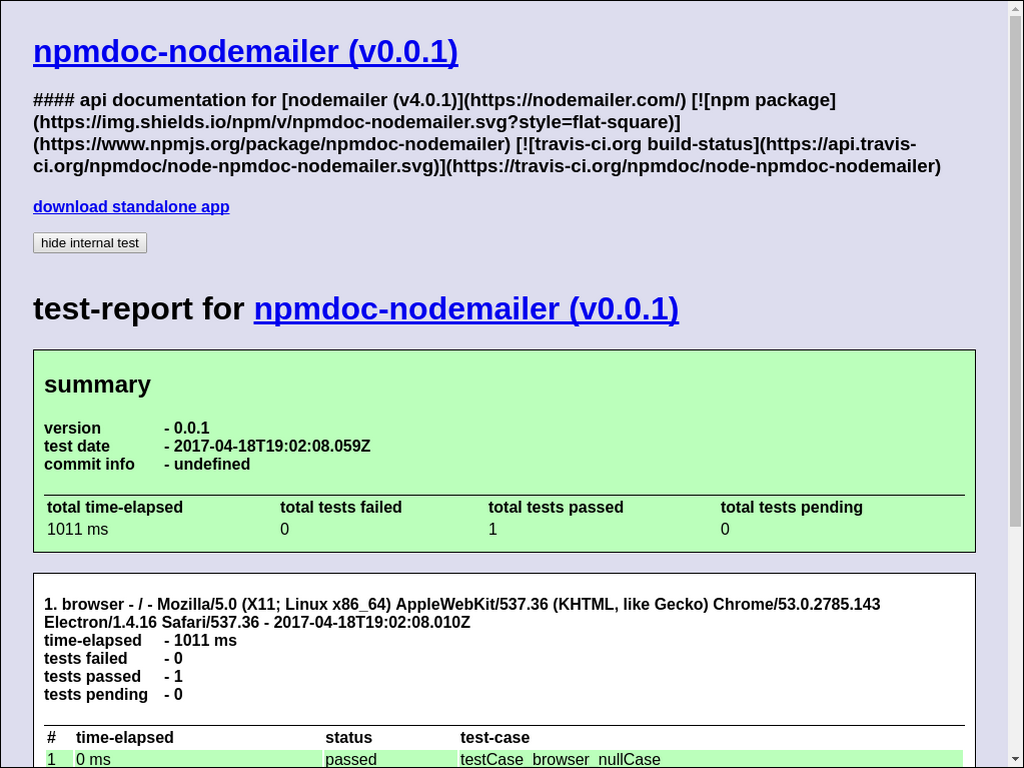 npmdoc-nodemailer (v0.0.1)
#### api documentation for [nodemailer (v4.0.1)](https://nodemailer.com/) [![npm package]
(https://img.shields.io/npm/v/npmdoc-nodemailer.svg?style=flat-square)]
(https://www.npmjs.org/package/npmdoc-nodemailer) [![travis-ci.org build-status](https://api.travis-
ci.org/npmdoc/node-npmdoc-nodemailer.svg)](https://travis-ci.org/npmdoc/node-npmdoc-nodemailer)
download standalone app
hide internal test
test-report for npmdoc-nodemailer (v0.0.1)
summary
version - 0.0.1
test date - 2017-04-18T19:02:08.059Z
commit info - undefined
total time-elapsed total tests failed total tests passed total tests pending
1011 ms 0 1 0
1. browser - / - Mozilla/5.0 (X11; Linux x86_64) AppleWebKit/537.36 (KHTML, like Gecko) Chrome/53.0.2785.143
Electron/1.4.16 Safari/537.36 - 2017-04-18T19:02:08.010Z
time-elapsed - 1011 ms
tests failed - 0
tests passed - 1
tests pending - 0
# time-elapsed status test-case
1 0 ms passed testCase_browser_nullCase